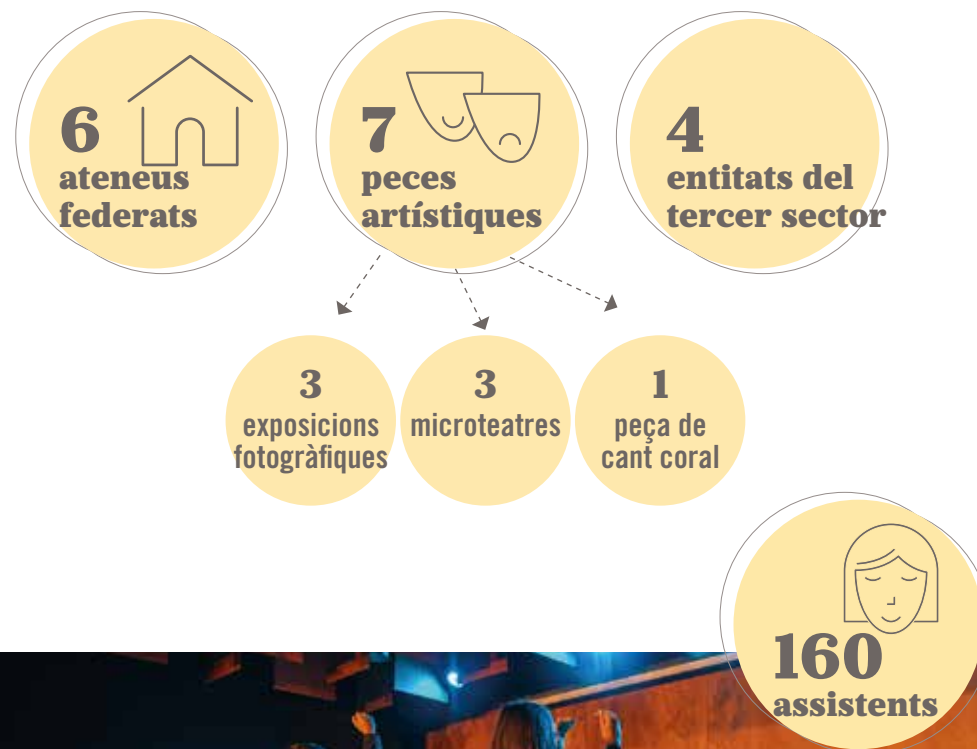 6
ateneus
federats
7
peces
artístiques
4
entitats del
tercer sector
3
exposicions
fotogràfiques
3
microteatres
1
peça de
cant coral
160
assistents